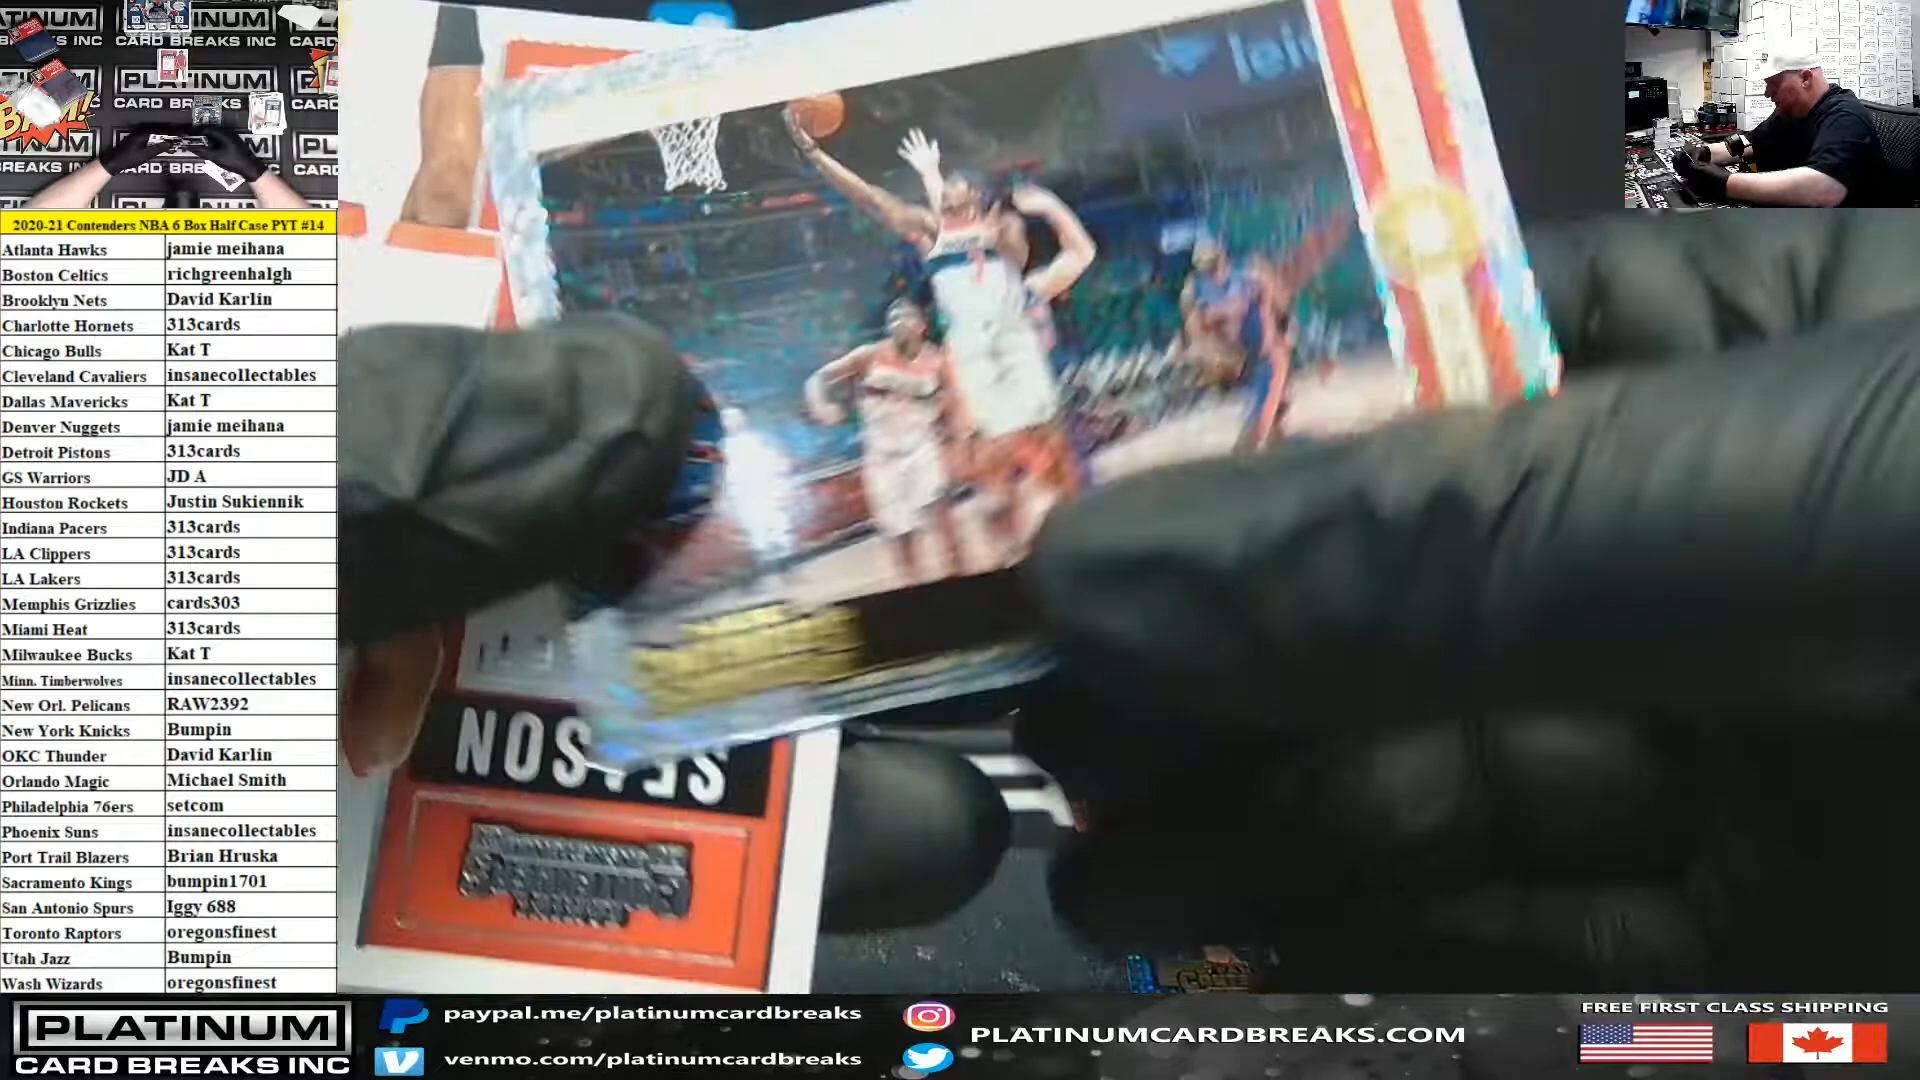 PLATINUM
CARD BREAKS INC
2020-21 Contenders NBA 6 Box Half Case PYT #14
Atlanta Hawks jamie meihana
Boston Celtics richgreenhalgh
Brooklyn Nets David Karlin
Charlotte Hornets 313cards
Chicago Bulls Kat T
Cleveland Cavaliers insanecollectables
Dallas Mavericks Kat T
Denver Nuggets jamie meihana
Detroit Pistons 313cards
GS Warriors JD A
Houston Rockets Justin Sukiennik
Indiana Pacers 313cards
LA Clippers 313cards
LA Lakers 313cards
Memphis Grizzlies cards303
Miami Heat 313cards
Milwaukee Bucks Kat T
Minn. Timberwolves insanecollectables
New Orl. Pelicans RAW2392
New York Knicks Bumpin
OKC Thunder David Karlin
Orlando Magic Michael Smith
Philadelphia 76ers setcom
Phoenix Suns insanecollectables
Port Trail Blazers Brian Hruska
Sacramento Kings bumpin1701
San Antonio Spurs Iggy 688
Toronto Raptors oregonsfinest
Utah Jazz Bumpin
Wash Wizards oregonsfinest
SEASON
PLATINUM
CARD BREAKS INC
paypal.me/platinumcardbreaks
venmo.com/platinumcardbreaks
PLATINUMCARDBREAKS.COM
FREE FIRST CLASS SHIPPING